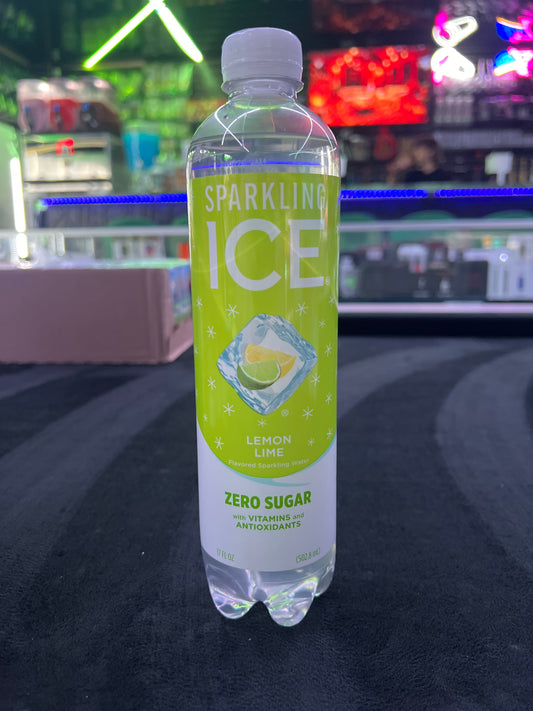 SPARKLING
ICE
LEMON
LIME
Flavored Sparkling Water
ZERO SUGAR
with VITAMINS and
ANTIOXIDANTS
17 FL OZ (502.8 mL)